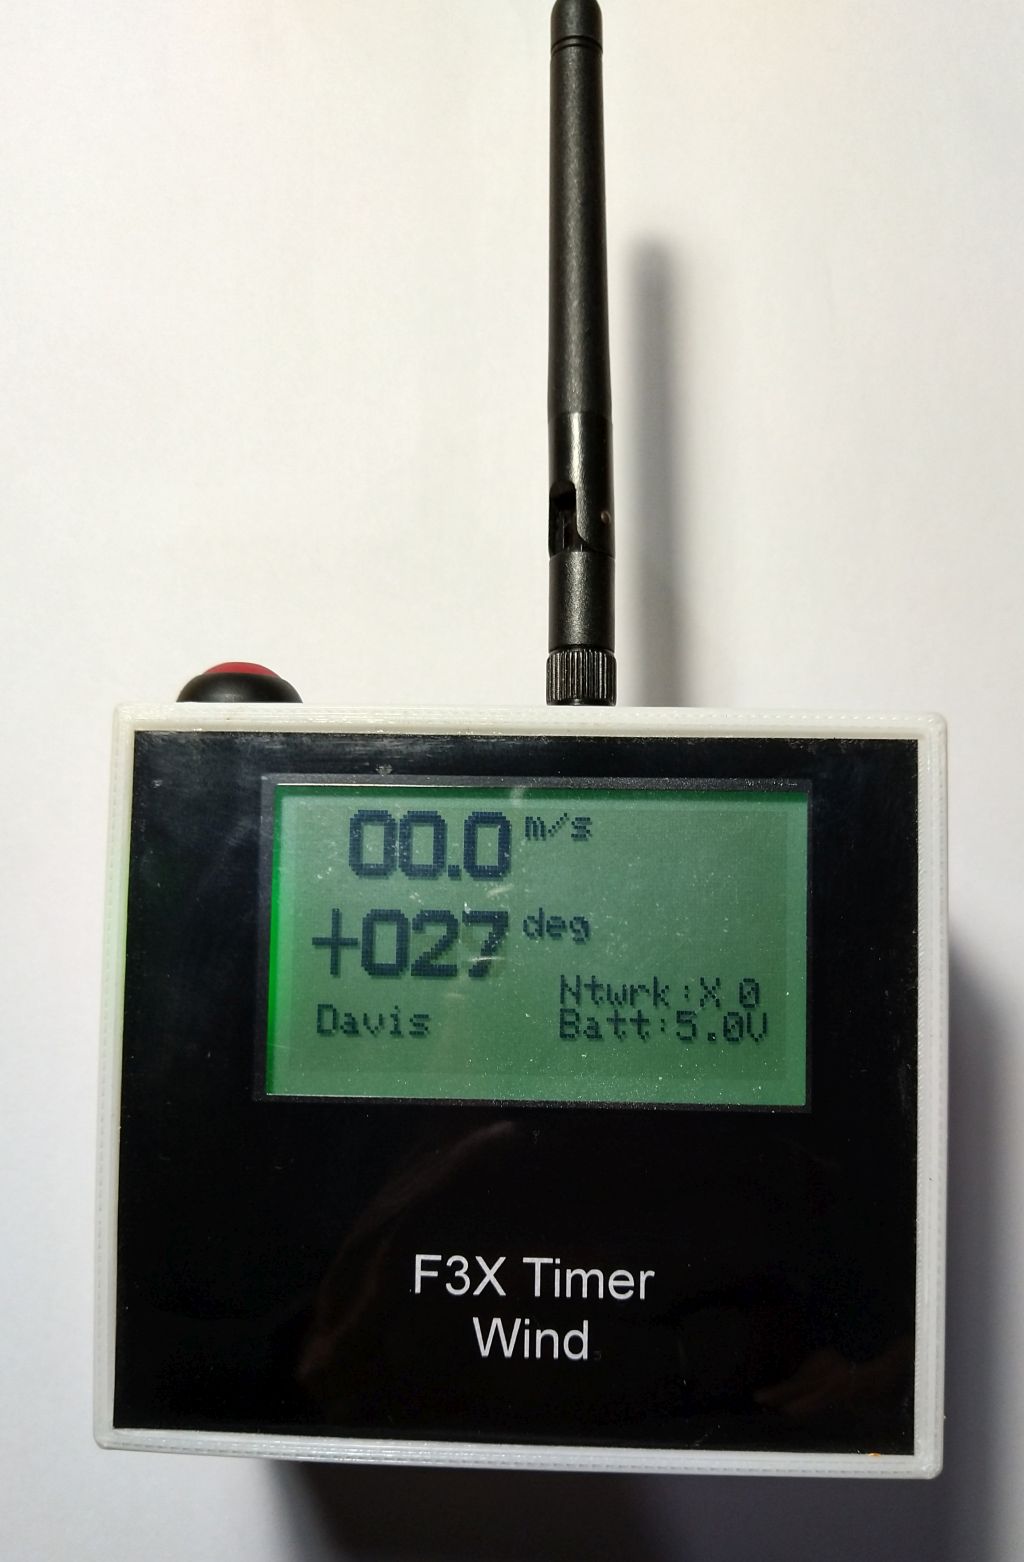 00.0 m/s
+027 deg
Ntwrk:X 0
Davis Batt:5.0V
F3X Timer
Wind